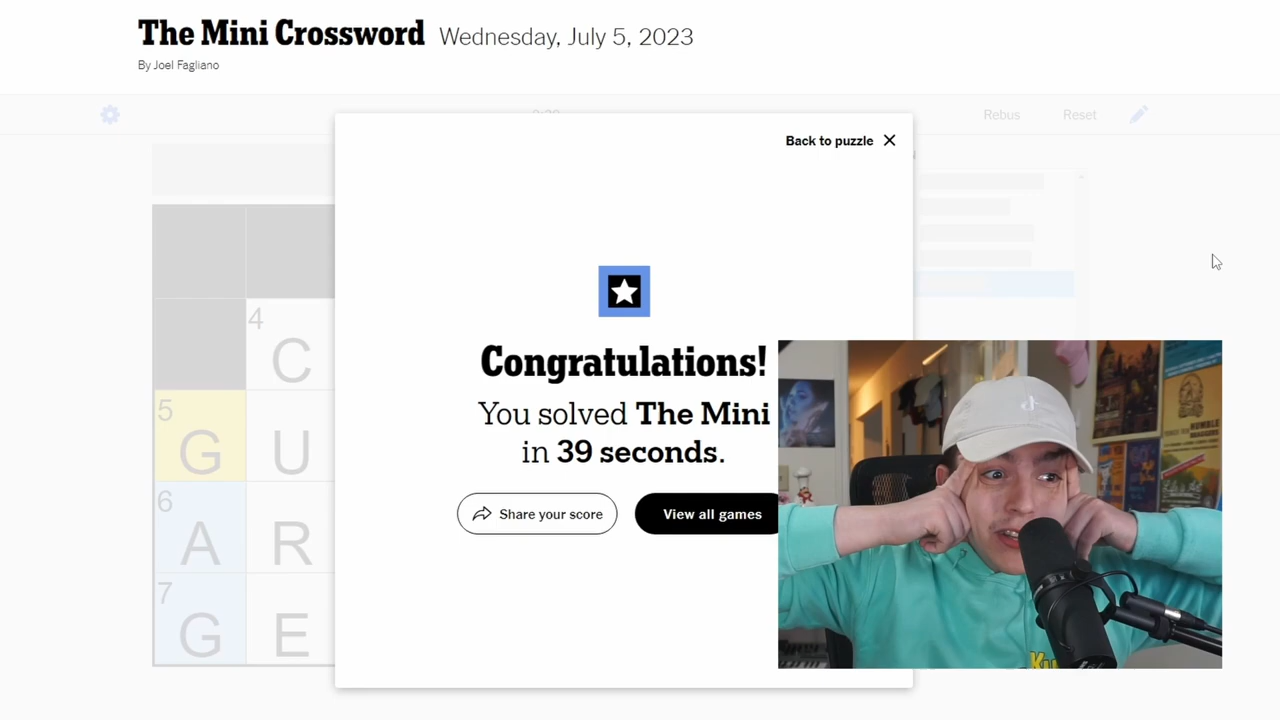 The Mini Crossword Wednesday, July 5, 2023
By Joel Fagliano
Rebus Reset
Back to puzzle
4
C
Congratulations!
You solved The Mini
in 39 seconds.
5
G U
Share your score View all games
6
A R
7
G E
HUMBLE